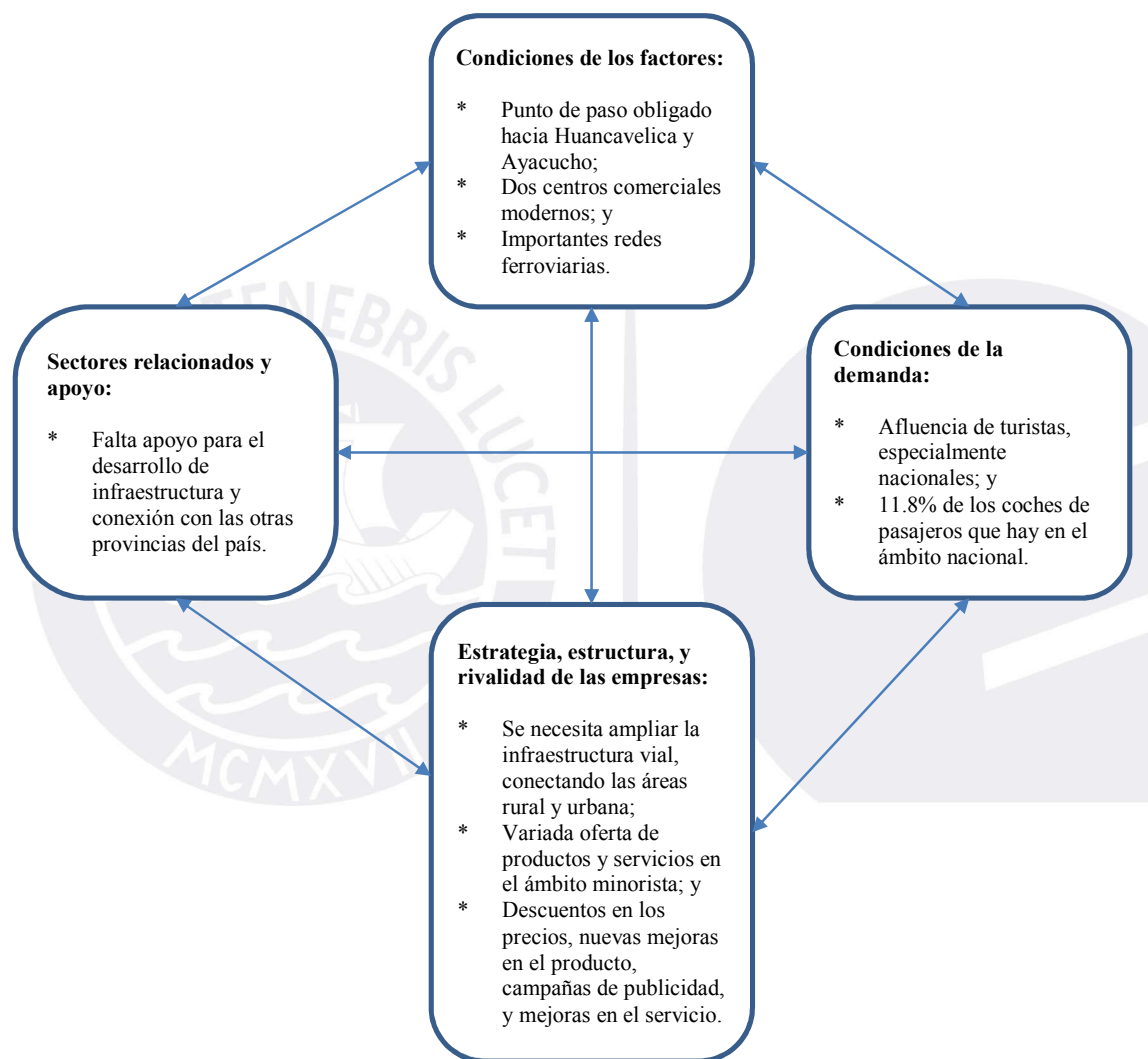 Condiciones de los factores:
* Punto de paso obligado
hacia Huancavelica y
Ayacucho;
* Dos centros comerciales
modernos; y
* Importantes redes
ferroviarias.
Sectores relacionados y
apoyo:
* Falta apoyo para el
desarrollo de
infraestructura y
conexión con las otras
provincias del país.
Condiciones de la
demanda:
* Afluencia de turistas,
especialmente
nacionales; y
* 11.8% de los coches de
pasajeros que hay en el
ámbito nacional.
Estrategia, estructura, y
rivalidad de las empresas:
* Se necesita ampliar la
infraestructura vial,
conectando las áreas
rural y urbana;
* Variada oferta de
productos y servicios en
el ámbito minorista; y
* Descuentos en los
precios, nuevas mejoras
en el producto,
campañas de publicidad,
y mejoras en el servicio.
TENEBRIS LUCET
MCMXVII